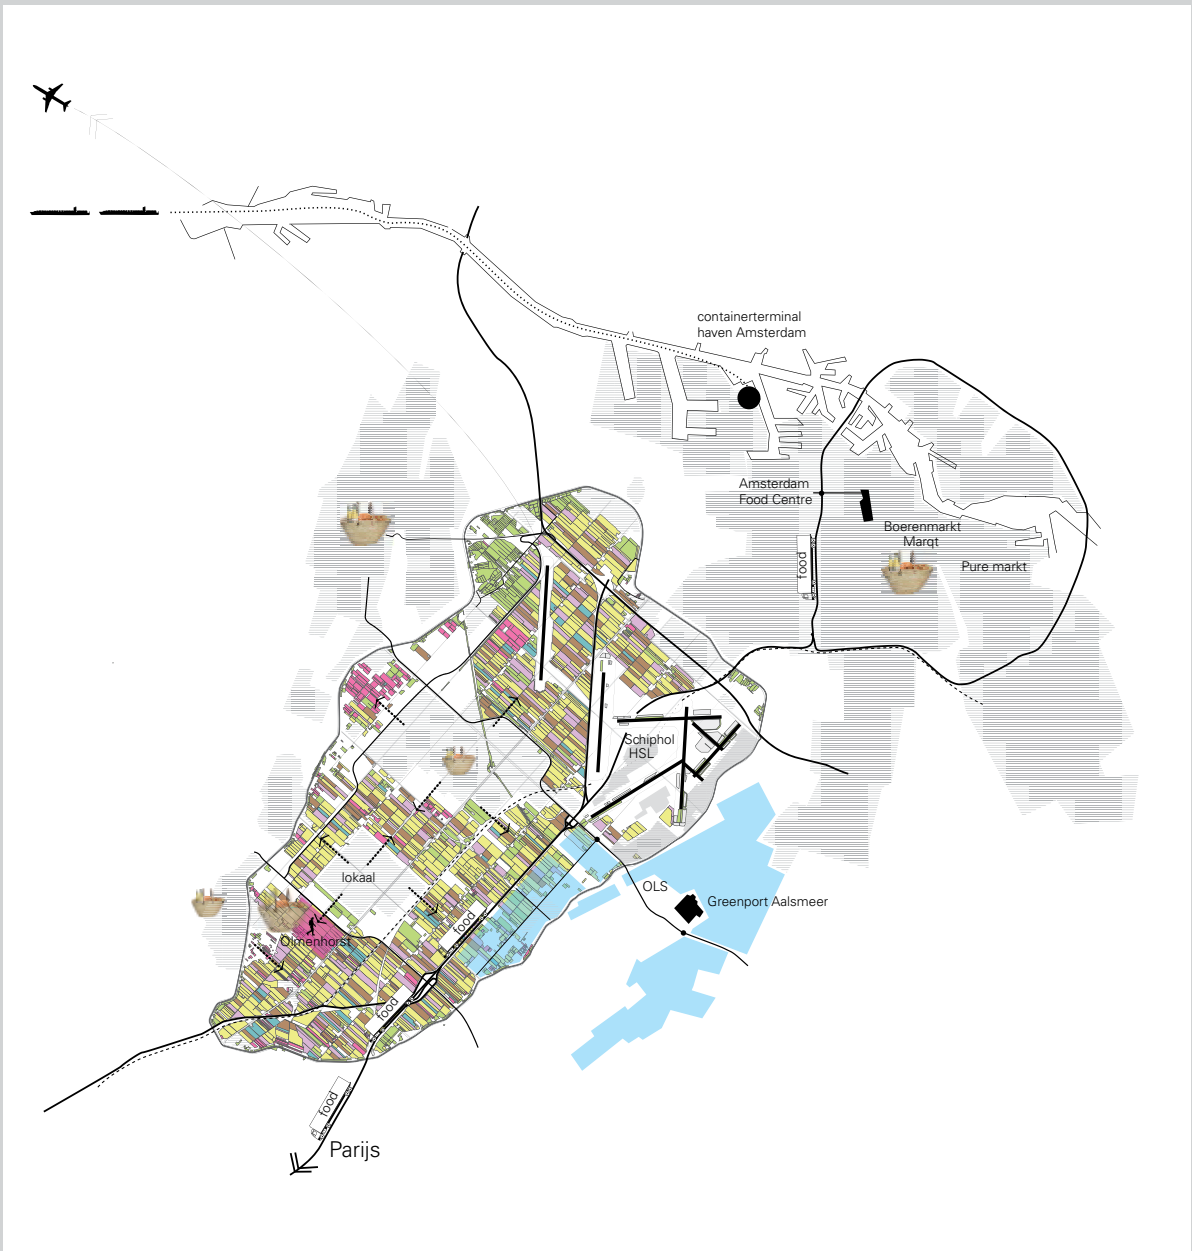 containerterminal
haven Amsterdam
Amsterdam
Food Centre
Boerenmarkt
Marqt
food
Pure markt
Schiphol
HSL
lokaal
OLS
Greenport Aalsmeer
food
Olmenhorst
food
food
Parijs